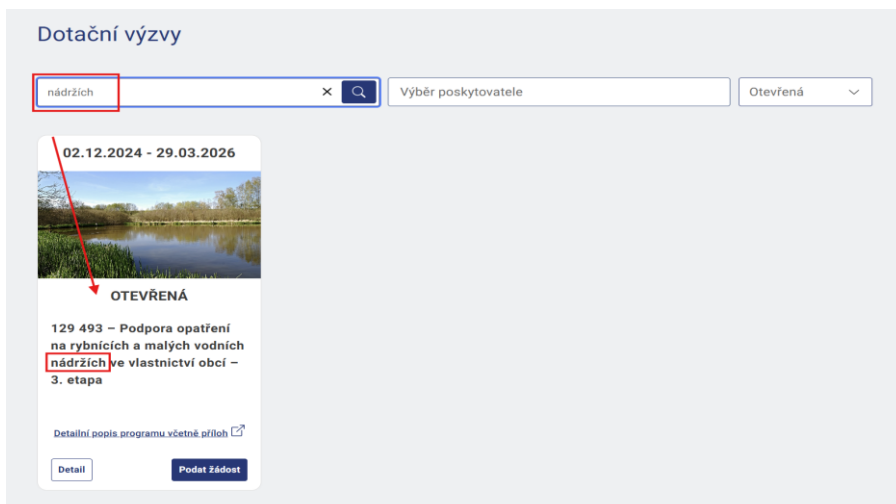 Dotační výzvy
nádržích
Výběr poskytovatele
Otevřená
02.12.2024 - 29.03.2026
OTEVŘENÁ
129 493 – Podpora opatření
na rybnících a malých vodních
nádržích ve vlastnictví obcí –
3. etapa
Detailní popis programu včetně příloh
Detail
Podat žádost